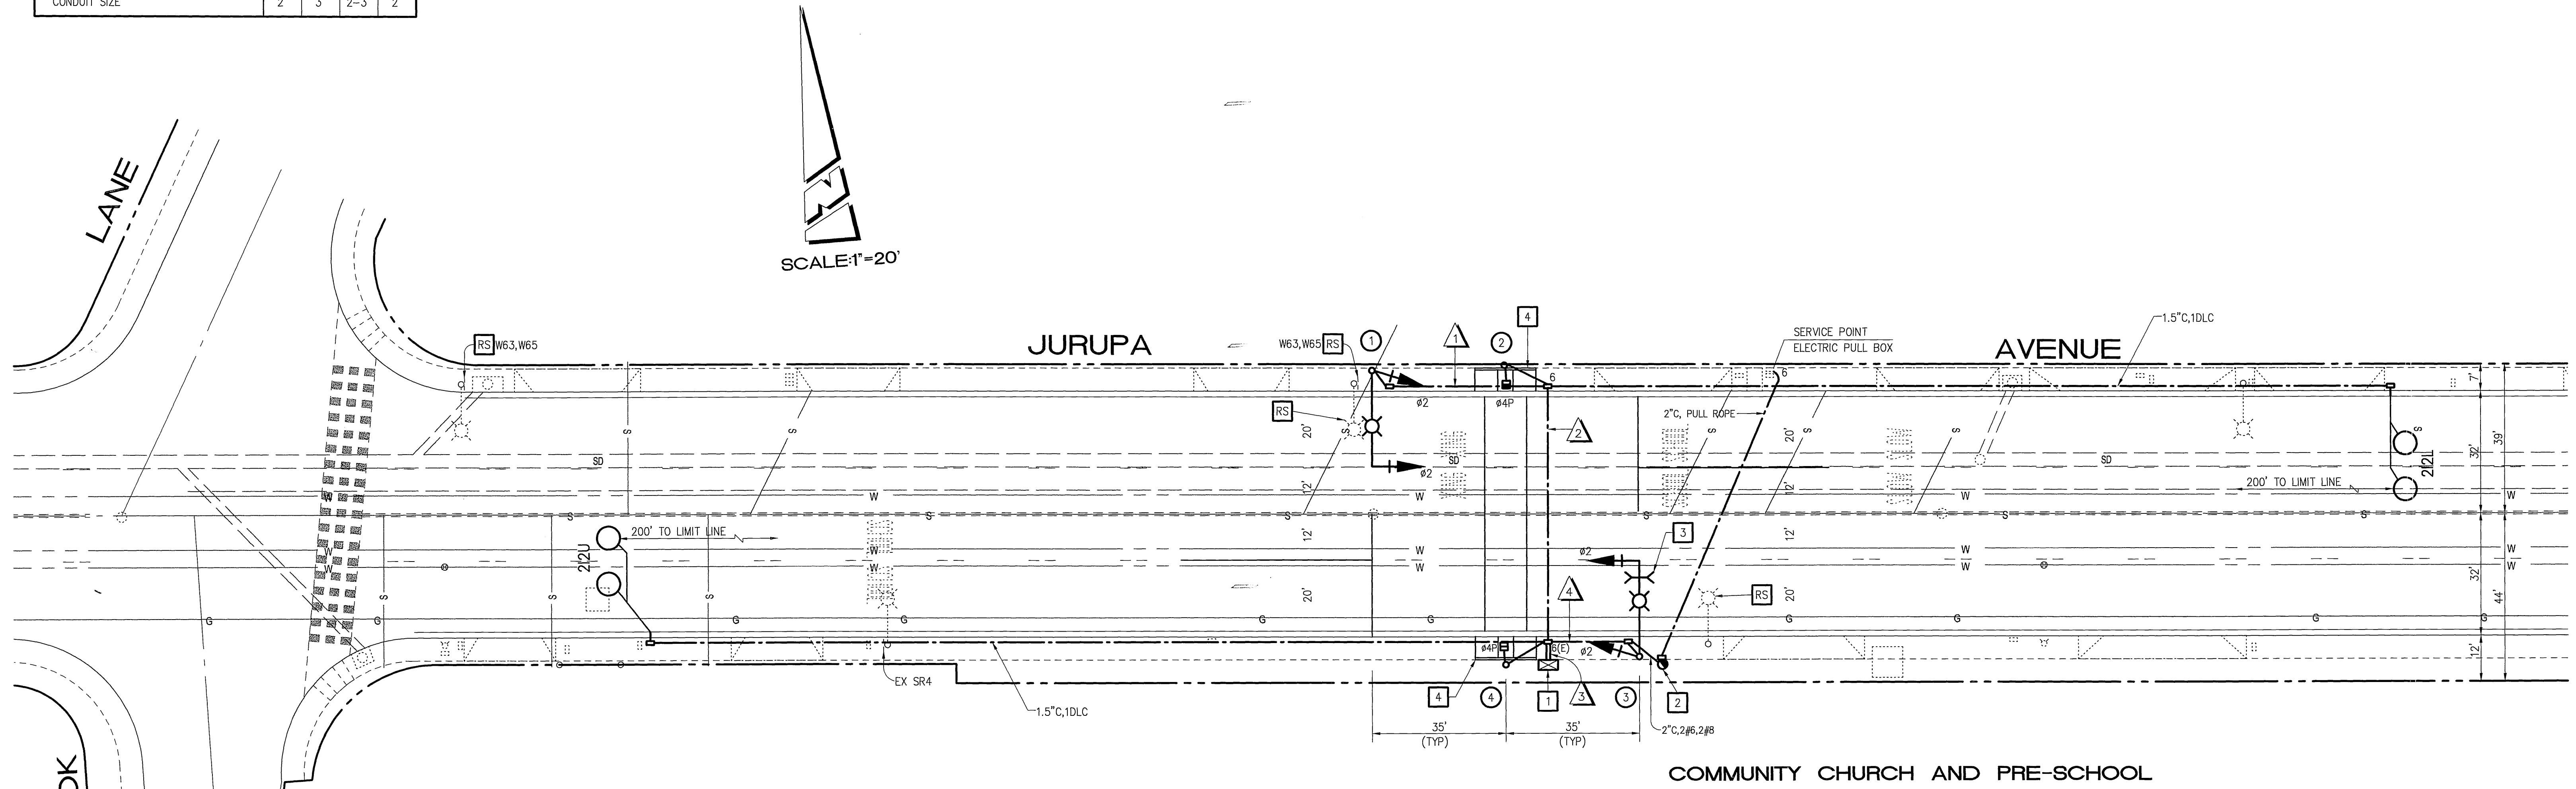 CONDUIT SIZE 2 3 2-3 2
LANE
SCALE:1"=20'
JURUPA
AVENUE
RS W63,W65
W63,W65 RS
1
1
2
4
SERVICE POINT
ELECTRIC PULL BOX
1.5"C,1DLC
6
6
7'
RS
ø2
ø4P
2"C, PULL ROPE
2
20'
20'
S
S
S
S
S
S
S
32'
39'
SD
SD
SD
ø2
2I2L
12'
12'
200' TO LIMIT LINE
W
W
W
W
W
W
S
S
S
S
S
S
2I2U
200' TO LIMIT LINE
12'
12'
3
ø2
W
W
W
W
W
W
W
W
W
W
20'
20'
4
RS
32'
44'
S
S
S
G
G
G
G
G
G
G
G
G
ø4P
6(E)
ø2
12'
EX SR4
1.5"C,1DLC
4
4
1
3
3
2
35'
(TYP)
35'
(TYP)
2"C,2#6,2#8
OK
COMMUNITY CHURCH AND PRE-SCHOOL